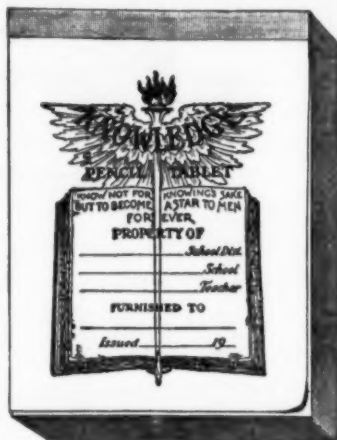 KNOWLEDGE
PENCIL TABLET
KNOW NOT FOR KNOWING'S SAKE
BUT TO BECOME A STAR TO MEN
FOREVER
PROPERTY OF
School Dist.
School
Teacher
FURNISHED TO
Issued 19